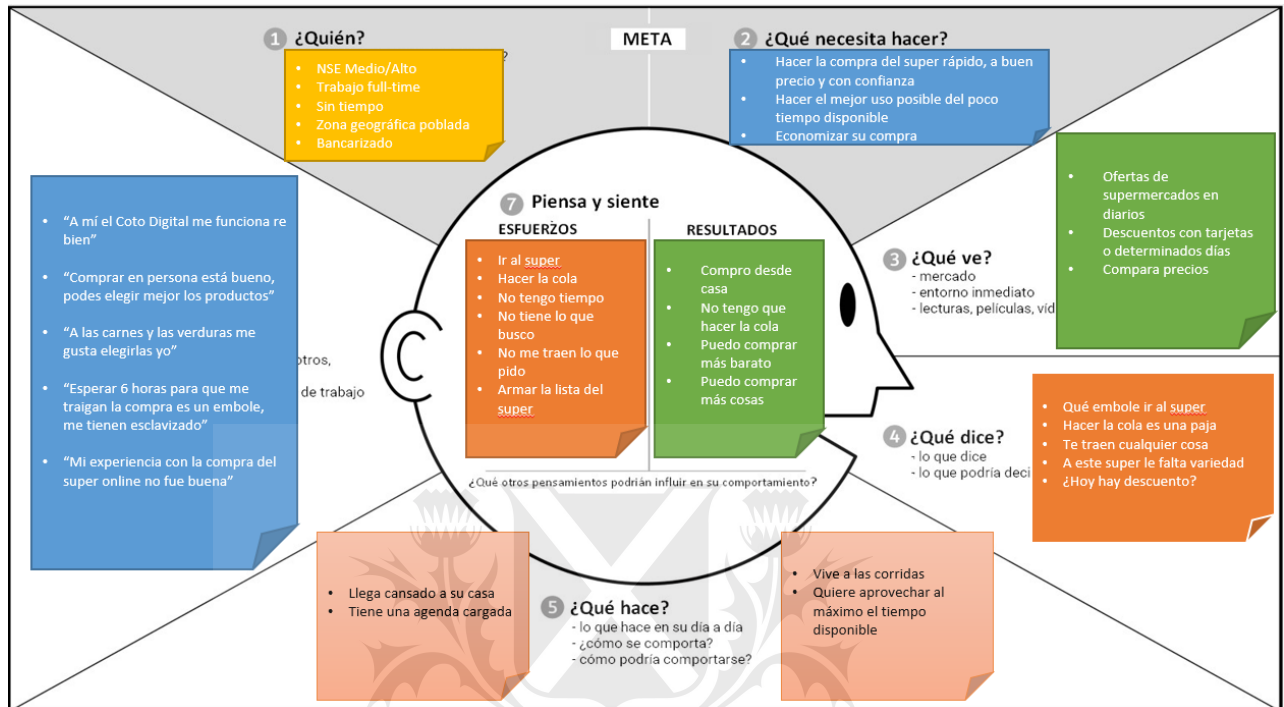 1 ¿Quién?
?
• NSE Medio/Alto
• Trabajo full-time
• Sin tiempo
• Zona geográfica poblada
• Bancarizado
META
2 ¿Qué necesita hacer?
• Hacer la compra del super rápido, a buen
precio y con confianza
• Hacer el mejor uso posible del poco
tiempo disponible
• Economizar su compra
• Ofertas de
supermercados en
diarios
• Descuentos con tarjetas
o determinados días
• Compara precios
3 ¿Qué ve?
- mercado
- entorno inmediato
- lecturas, películas, víd
• Qué embole ir al super
• Hacer la cola es una paja
• Te traen cualquier cosa
• A este super le falta variedad
• ¿Hoy hay descuento?
4 ¿Qué dice?
- lo que dice
- lo que podría deci
• Llega cansado a su casa
• Tiene una agenda cargada
5 ¿Qué hace?
- lo que hace en su día a día
- ¿cómo se comporta?
- cómo podría comportarse?
• Vive a las corridas
• Quiere aprovechar al
máximo el tiempo
disponible
• “A mí el Coto Digital me funciona re
bien”
• “Comprar en persona está bueno,
podes elegir mejor los productos”
• “A las carnes y las verduras me
gusta elegirlas yo”
• “Esperar 6 horas para que me
traigan la compra es un embole,
me tienen esclavizado”
• “Mi experiencia con la compra del
super online no fue buena”
otros,
de trabajo
7 Piensa y siente
ESFUERZOS
• Ir al super
• Hacer la cola
• No tengo tiempo
• No tiene lo que
busco
• No me traen lo que
pido
• Armar la lista del
super
RESULTADOS
• Compro desde
casa
• No tengo que
hacer la cola
• Puedo comprar
más barato
• Puedo comprar
más cosas
¿Qué otros pensamientos podrían influir en su comportamiento?